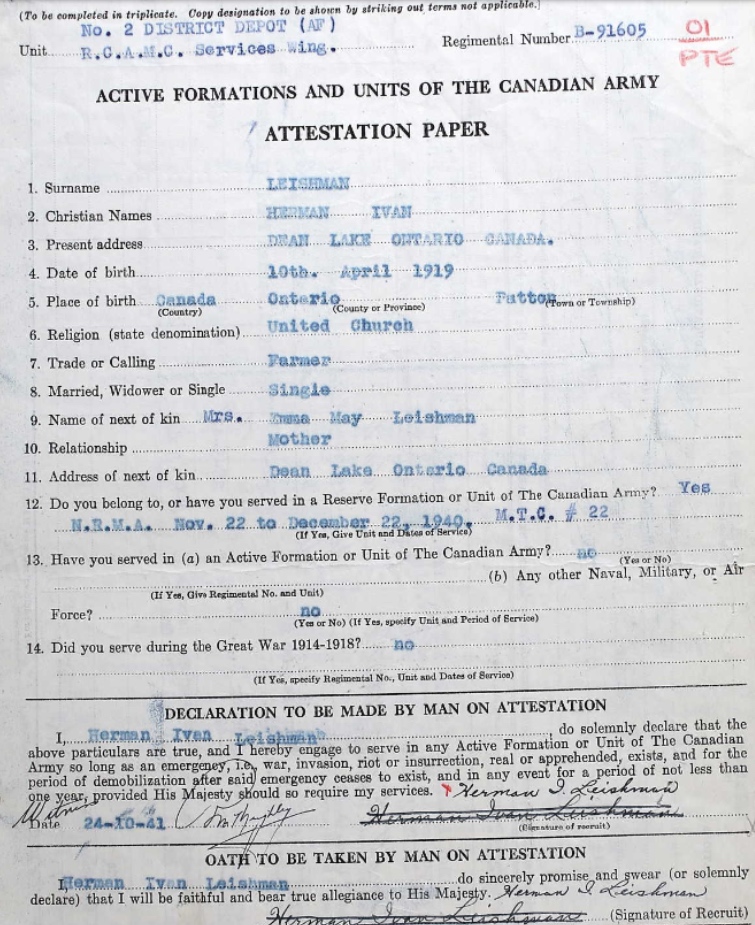 (To be completed in triplicate. Copy designation to be shown by striking out terms not applicable.)
No. 2 DISTRICT DEPOT (AF)
Unit R.C.A.M.C. Services Wing. Regimental Number B-91605 01
PTE
ACTIVE FORMATIONS AND UNITS OF THE CANADIAN ARMY
ATTESTATION PAPER
1. Surname LEISHMAN
2. Christian Names HERMAN IVAN
3. Present address DEAN LAKE ONTARIO CANADA.
4. Date of birth 10th. April 1919
5. Place of birth Canada Ontario Patton
(Country) (County or Province) (Town or Township)
6. Religion (state denomination) United Church
7. Trade or Calling Farmer
8. Married, Widower or Single Single
9. Name of next of kin Mrs. Emma May Leishman
10. Relationship Mother
11. Address of next of kin Dean Lake Ontario Canada
12. Do you belong to, or have you served in a Reserve Formation or Unit of The Canadian Army? Yes
N.R.M.A. Nov. 22 to December 22, 1940. M.T.C. # 22
(If Yes, Give Unit and Dates of Service)
13. Have you served in (a) an Active Formation or Unit of The Canadian Army? no
(Yes or No)
(b) Any other Naval, Military, or Air
(If Yes, Give Regimental No. and Unit)
Force? no
(Yes or No) (If Yes, specify Unit and Period of Service)
14. Did you serve during the Great War 1914-1918? no
(If Yes, specify Regimental No., Unit and Dates of Service)
DECLARATION TO BE MADE BY MAN ON ATTESTATION
I, Herman Ivan Leishman do solemnly declare that the
above particulars are true, and I hereby engage to serve in any Active Formation or Unit of The Canadian
Army so long as an emergency, i.e., war, invasion, riot or insurrection, real or apprehended, exists, and for the
period of demobilization after said emergency ceases to exist, and in any event for a period of not less than
one year, provided His Majesty should so require my services. Herman I. Leishman
Witness
Date 24-10-41 Herman Ivan Leishman
(Signature of recruit)
OATH TO BE TAKEN BY MAN ON ATTESTATION
I, Herman Ivan Leishman do sincerely promise and swear (or solemnly
declare) that I will be faithful and bear true allegiance to His Majesty. Herman I. Leishman
Herman Ivan Leishman (Signature of Recruit)